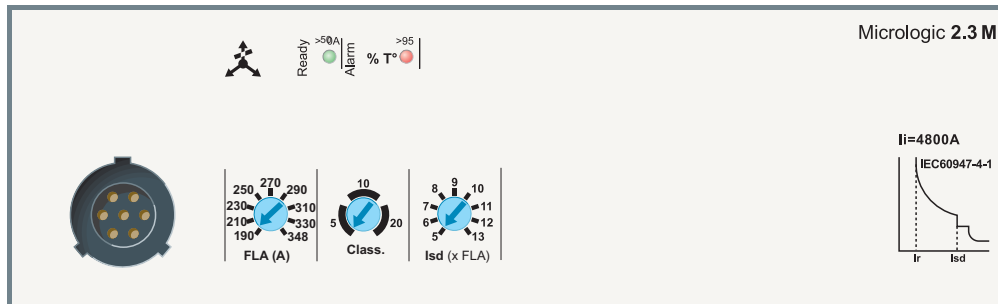 Micrologic 2.3 M
Ready
>50A
Alarm
% T°
>95
Ii=4800A
IEC60947-4-1
Ir
Isd
190
210
230
250
270
290
310
330
348
FLA (A)
5
10
20
Class.
5
6
7
8
9
10
11
12
13
Isd (x FLA)